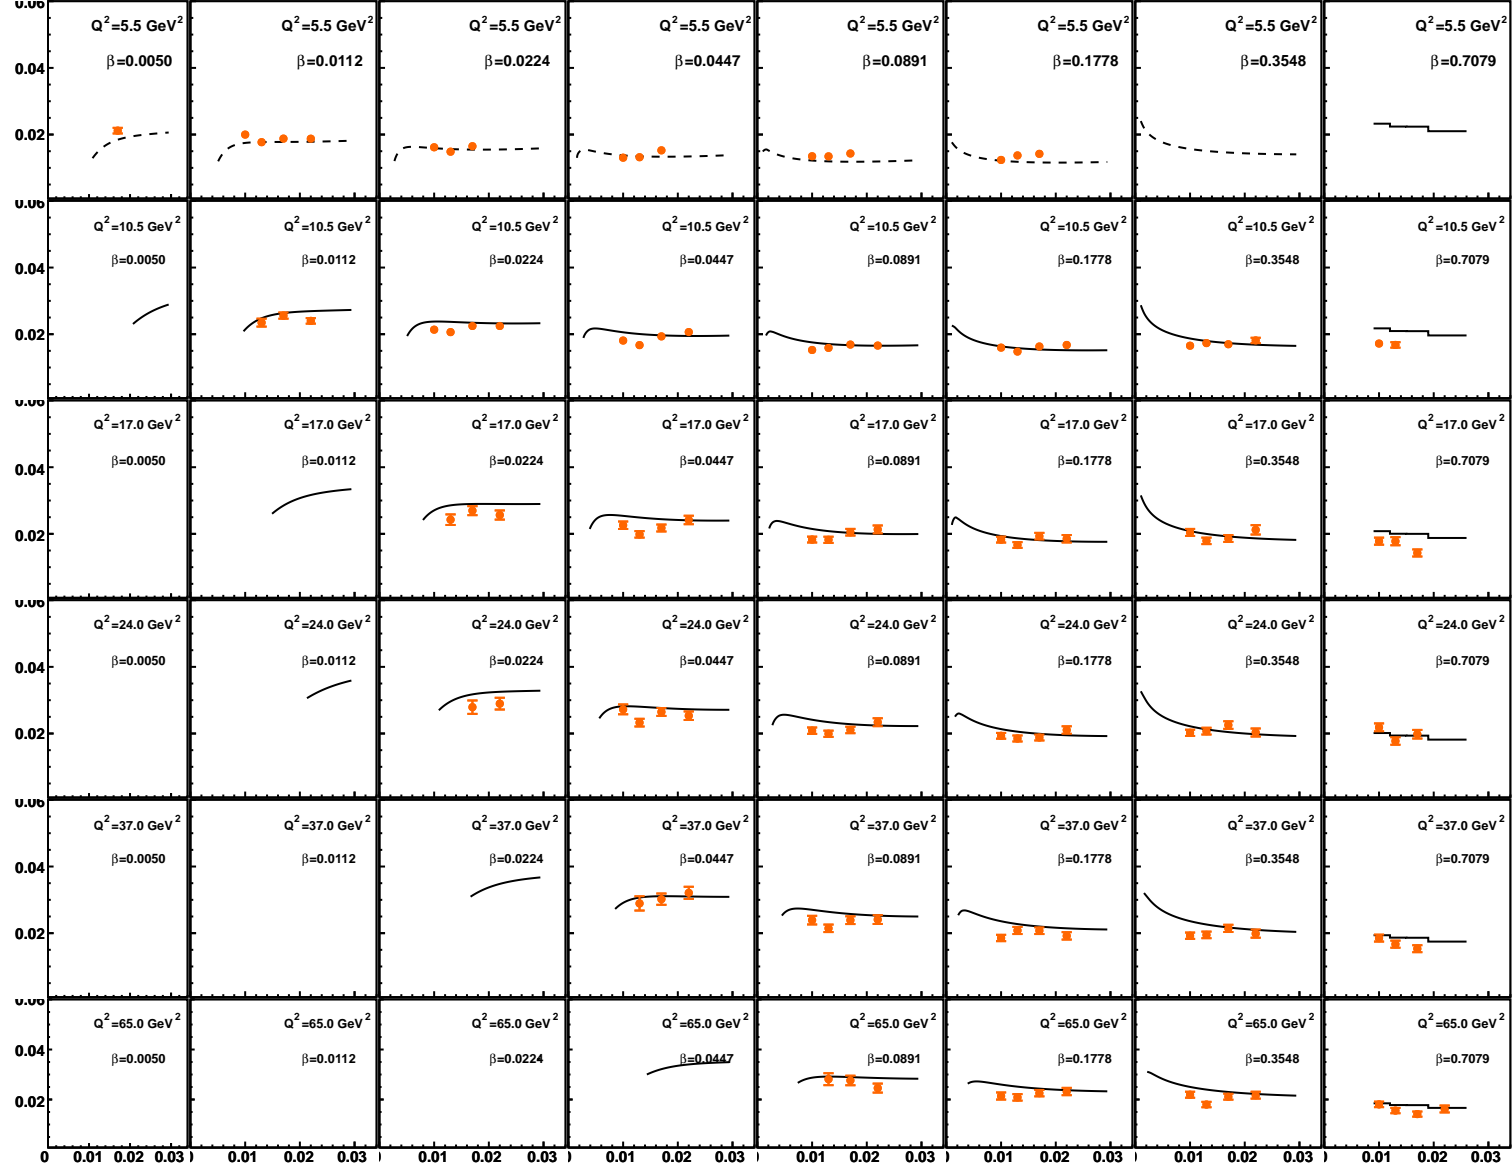 0.06
Q²=5.5 GeV² Q²=5.5 GeV² Q²=5.5 GeV² Q²=5.5 GeV² Q²=5.5 GeV² Q²=5.5 GeV² Q²=5.5 GeV² Q²=5.5 GeV²
0.04 β=0.0050 β=0.0112 β=0.0224 β=0.0447 β=0.0891 β=0.1778 β=0.3548 β=0.7079
0.02
0.06
Q²=10.5 GeV² Q²=10.5 GeV² Q²=10.5 GeV² Q²=10.5 GeV² Q²=10.5 GeV² Q²=10.5 GeV² Q²=10.5 GeV² Q²=10.5 GeV²
0.04 β=0.0050 β=0.0112 β=0.0224 β=0.0447 β=0.0891 β=0.1778 β=0.3548 β=0.7079
0.02
0.06
Q²=17.0 GeV² Q²=17.0 GeV² Q²=17.0 GeV² Q²=17.0 GeV² Q²=17.0 GeV² Q²=17.0 GeV² Q²=17.0 GeV² Q²=17.0 GeV²
0.04 β=0.0050 β=0.0112 β=0.0224 β=0.0447 β=0.0891 β=0.1778 β=0.3548 β=0.7079
0.02
0.06
Q²=24.0 GeV² Q²=24.0 GeV² Q²=24.0 GeV² Q²=24.0 GeV² Q²=24.0 GeV² Q²=24.0 GeV² Q²=24.0 GeV² Q²=24.0 GeV²
0.04 β=0.0050 β=0.0112 β=0.0224 β=0.0447 β=0.0891 β=0.1778 β=0.3548 β=0.7079
0.02
0.06
Q²=37.0 GeV² Q²=37.0 GeV² Q²=37.0 GeV² Q²=37.0 GeV² Q²=37.0 GeV² Q²=37.0 GeV² Q²=37.0 GeV² Q²=37.0 GeV²
0.04 β=0.0050 β=0.0112 β=0.0224 β=0.0447 β=0.0891 β=0.1778 β=0.3548 β=0.7079
0.02
0.06
Q²=65.0 GeV² Q²=65.0 GeV² Q²=65.0 GeV² Q²=65.0 GeV² Q²=65.0 GeV² Q²=65.0 GeV² Q²=65.0 GeV² Q²=65.0 GeV²
0.04 β=0.0050 β=0.0112 β=0.0224 β=0.0447 β=0.0891 β=0.1778 β=0.3548 β=0.7079
0.02
0 0.01 0.02 0.03 0.01 0.02 0.03 0.01 0.02 0.03 0.01 0.02 0.03 0.01 0.02 0.03 0.01 0.02 0.03 0.01 0.02 0.03 0.01 0.02 0.03